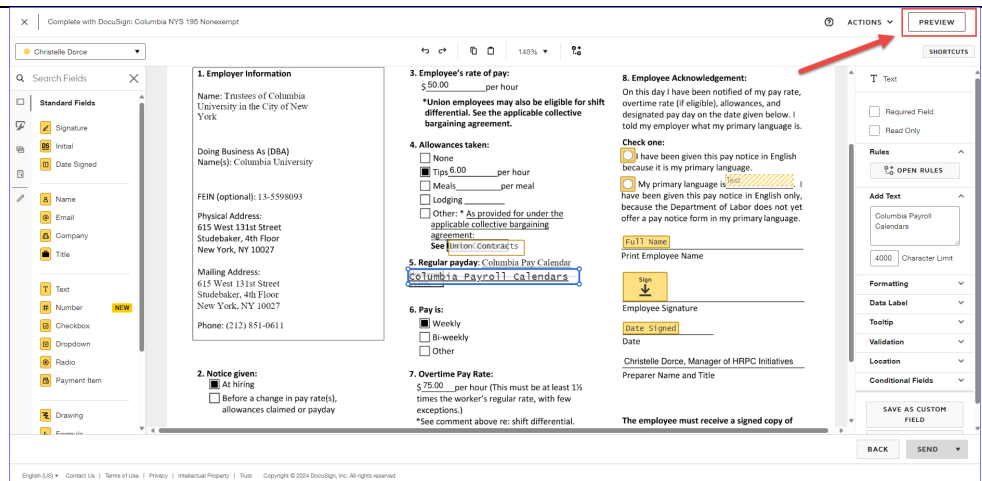 Complete with DocuSign: Columbia NYS 195 Nonexempt
ACTIONS
PREVIEW
Christelle Dorce
148%
SHORTCUTS
Search Fields
Standard Fields
Signature
DS Initial
Date Signed
Name
Email
Company
Title
T Text
# Number NEW
Checkbox
Dropdown
Radio
Payment Item
Drawing
Formula
1. Employer Information
Name: Trustees of Columbia
University in the City of New
York
Doing Business As (DBA)
Name(s): Columbia University
FEIN (optional): 13-5598093
Physical Address:
615 West 131st Street
Studebaker, 4th Floor
New York, NY 10027
Mailing Address:
615 West 131st Street
Studebaker, 4th Floor
New York, NY 10027
Phone: (212) 851-0611
2. Notice given:
At hiring
Before a change in pay rate(s),
allowances claimed or payday
3. Employee's rate of pay:
$ 50.00 per hour
*Union employees may also be eligible for shift
differential. See the applicable collective
bargaining agreement.
4. Allowances taken:
None
Tips 6.00 per hour
Meals______per meal
Lodging ______
Other: * As provided for under the
applicable collective bargaining
agreement:
See Union Contracts
5. Regular payday: Columbia Pay Calendar
Columbia Payroll Calendars
6. Pay is:
Weekly
Bi-weekly
Other
7. Overtime Pay Rate:
$ 75.00 per hour (This must be at least 1½
times the worker's regular rate, with few
exceptions.)
*See comment above re: shift differential.
8. Employee Acknowledgement:
On this day I have been notified of my pay rate,
overtime rate (if eligible), allowances, and
designated pay day on the date given below. I
told my employer what my primary language is.
Check one:
I have been given this pay notice in English
because it is my primary language.
My primary language is Text. I
have been given this pay notice in English only,
because the Department of Labor does not yet
offer a pay notice form in my primary language.
Full Name
Print Employee Name
Sign
Employee Signature
Date Signed
Date
Christelle Dorce, Manager of HRPC Initiatives
Preparer Name and Title
The employee must receive a signed copy of
T Text
Required Field
Read Only
Rules
OPEN RULES
Add Text
Columbia Payroll
Calendars
4000 Character Limit
Formatting
Data Label
Tooltip
Validation
Location
Conditional Fields
SAVE AS CUSTOM
FIELD
BACK
SEND
English (US) Contact Us | Terms of Use | Privacy | Intellectual Property | Trust Copyright © 2024 DocuSign, Inc. All rights reserved